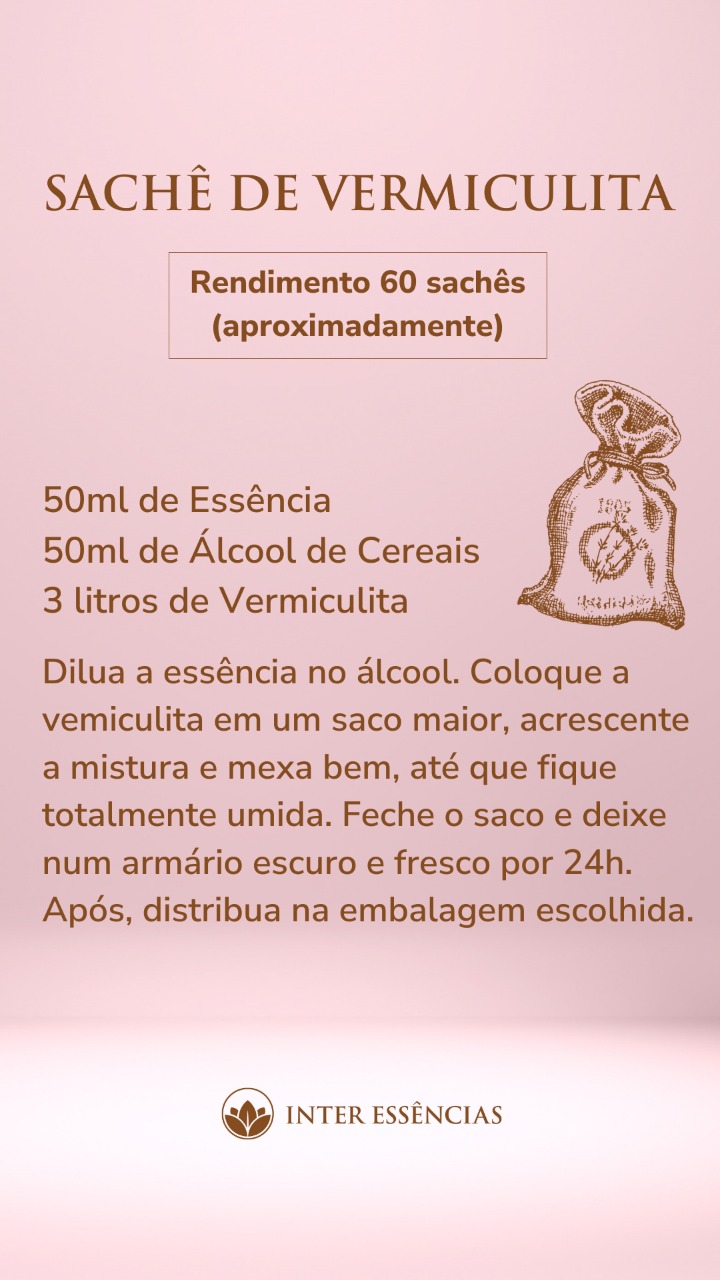 SACHÊ DE VERMICULITA
Rendimento 60 sachês
(aproximadamente)
50ml de Essência
50ml de Álcool de Cereais
3 litros de Vermiculita
Dilua a essência no álcool. Coloque a
vemiculita em um saco maior, acrescente
a mistura e mexa bem, até que fique
totalmente umida. Feche o saco e deixe
num armário escuro e fresco por 24h.
Após, distribua na embalagem escolhida.
INTER ESSÊNCIAS